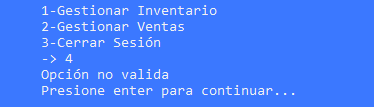 1-Gestionar Inventario
2-Gestionar Ventas
3-Cerrar Sesión
-> 4
Opción no valida
Presione enter para continuar...